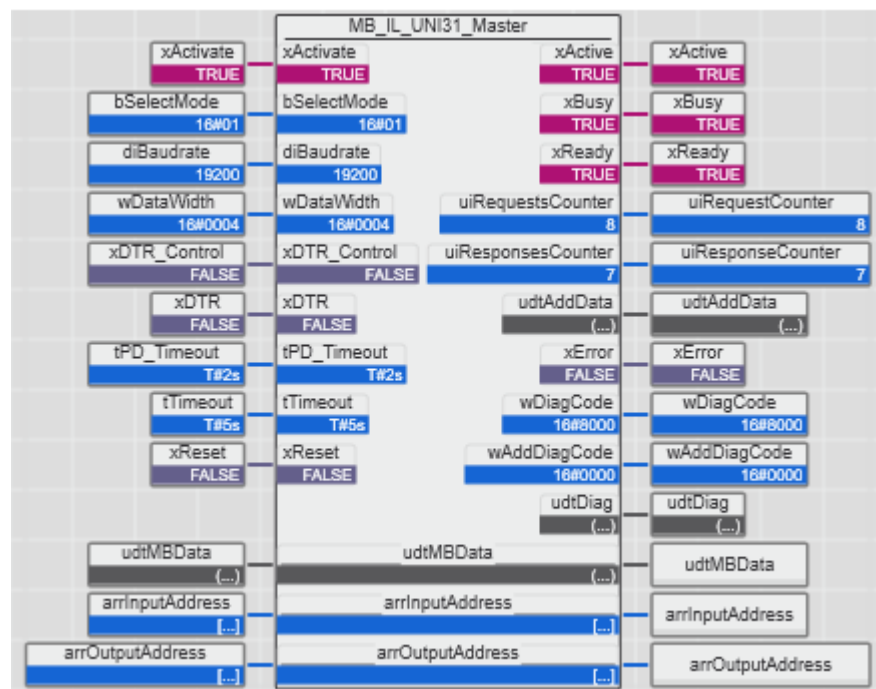 MB_IL_UNI31_Master
xActivate xActivate xActive xActive
TRUE TRUE TRUE TRUE
bSelectMode bSelectMode xBusy xBusy
16#01 16#01 TRUE TRUE
diBaudrate diBaudrate xReady xReady
19200 19200 TRUE TRUE
wDataWidth wDataWidth uiRequestsCounter uiRequestCounter
16#0004 16#0004 8 8
xDTR_Control xDTR_Control uiResponsesCounter uiResponseCounter
FALSE FALSE 7 7
xDTR xDTR udtAddData udtAddData
FALSE FALSE (...) (...)
tPD_Timeout tPD_Timeout xError xError
T#2s T#2s FALSE FALSE
tTimeout tTimeout wDiagCode wDiagCode
T#5s T#5s 16#8000 16#8000
xReset xReset wAddDiagCode wAddDiagCode
FALSE FALSE 16#0000 16#0000
udtDiag udtDiag
(...) (...)
udtMBData udtMBData udtMBData
(...) (...)
arrInputAddress arrInputAddress arrInputAddress
[...] [...]
arrOutputAddress arrOutputAddress arrOutputAddress
[...] [...]